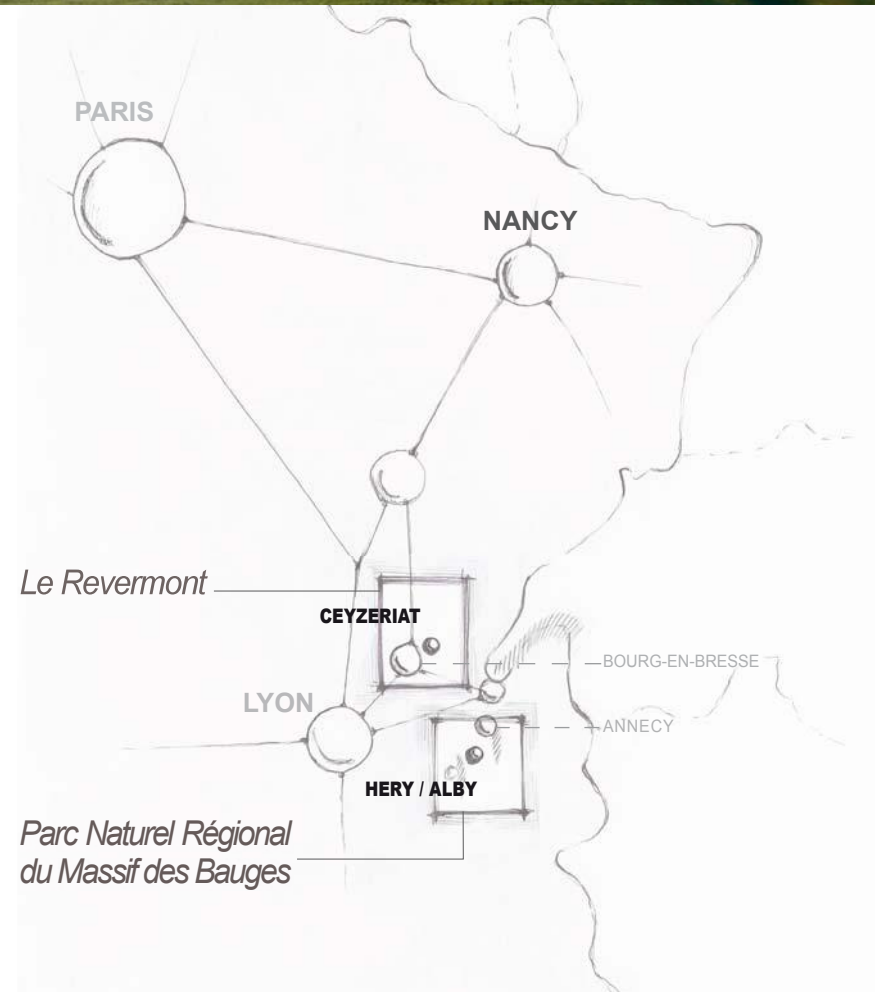 PARIS
NANCY
Le Revermont
CEYZERIAT
BOURG-EN-BRESSE
LYON
ANNECY
HERY / ALBY
Parc Naturel Régional
du Massif des Bauges